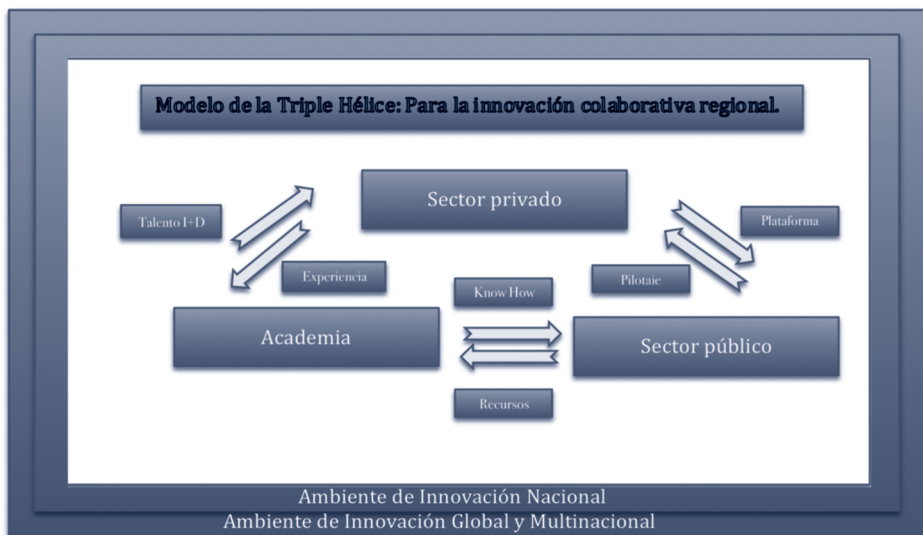 Modelo de la Triple Hélice: Para la innovación colaborativa regional.
Sector privado
Talento I+D
Plataforma
Experiencia
Know How
Pilotaie
Academia
Sector público
Recursos
Ambiente de Innovación Nacional
Ambiente de Innovación Global y Multinacional